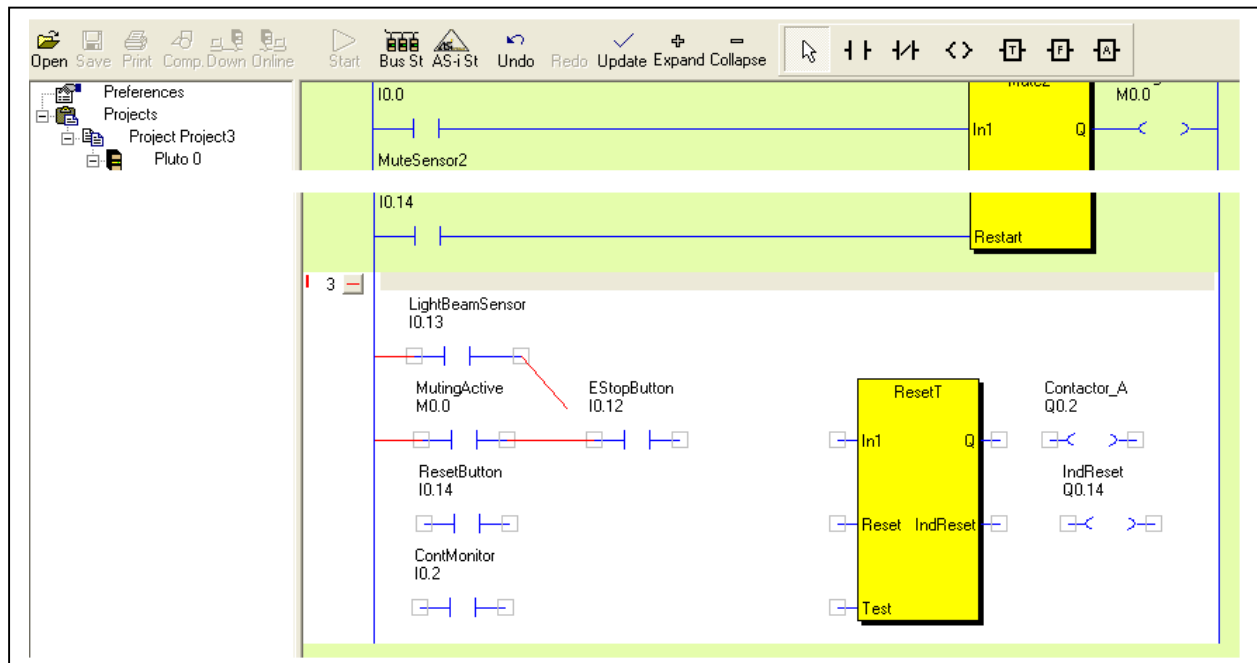 Open Save Print Comp. Down Online Start Bus St AS-i St Undo Redo Update Expand Collapse
T F A
Preferences
Projects
Project Project3
Pluto 0
I0.0
M0.0
In1 Q
MuteSensor2
I0.14
Restart
3
LightBeamSensor
I0.13
MutingActive
M0.0
EStopButton
I0.12
ResetT
Contactor_A
Q0.2
In1 Q
ResetButton
I0.14
IndReset
Q0.14
Reset IndReset
ContMonitor
I0.2
Test